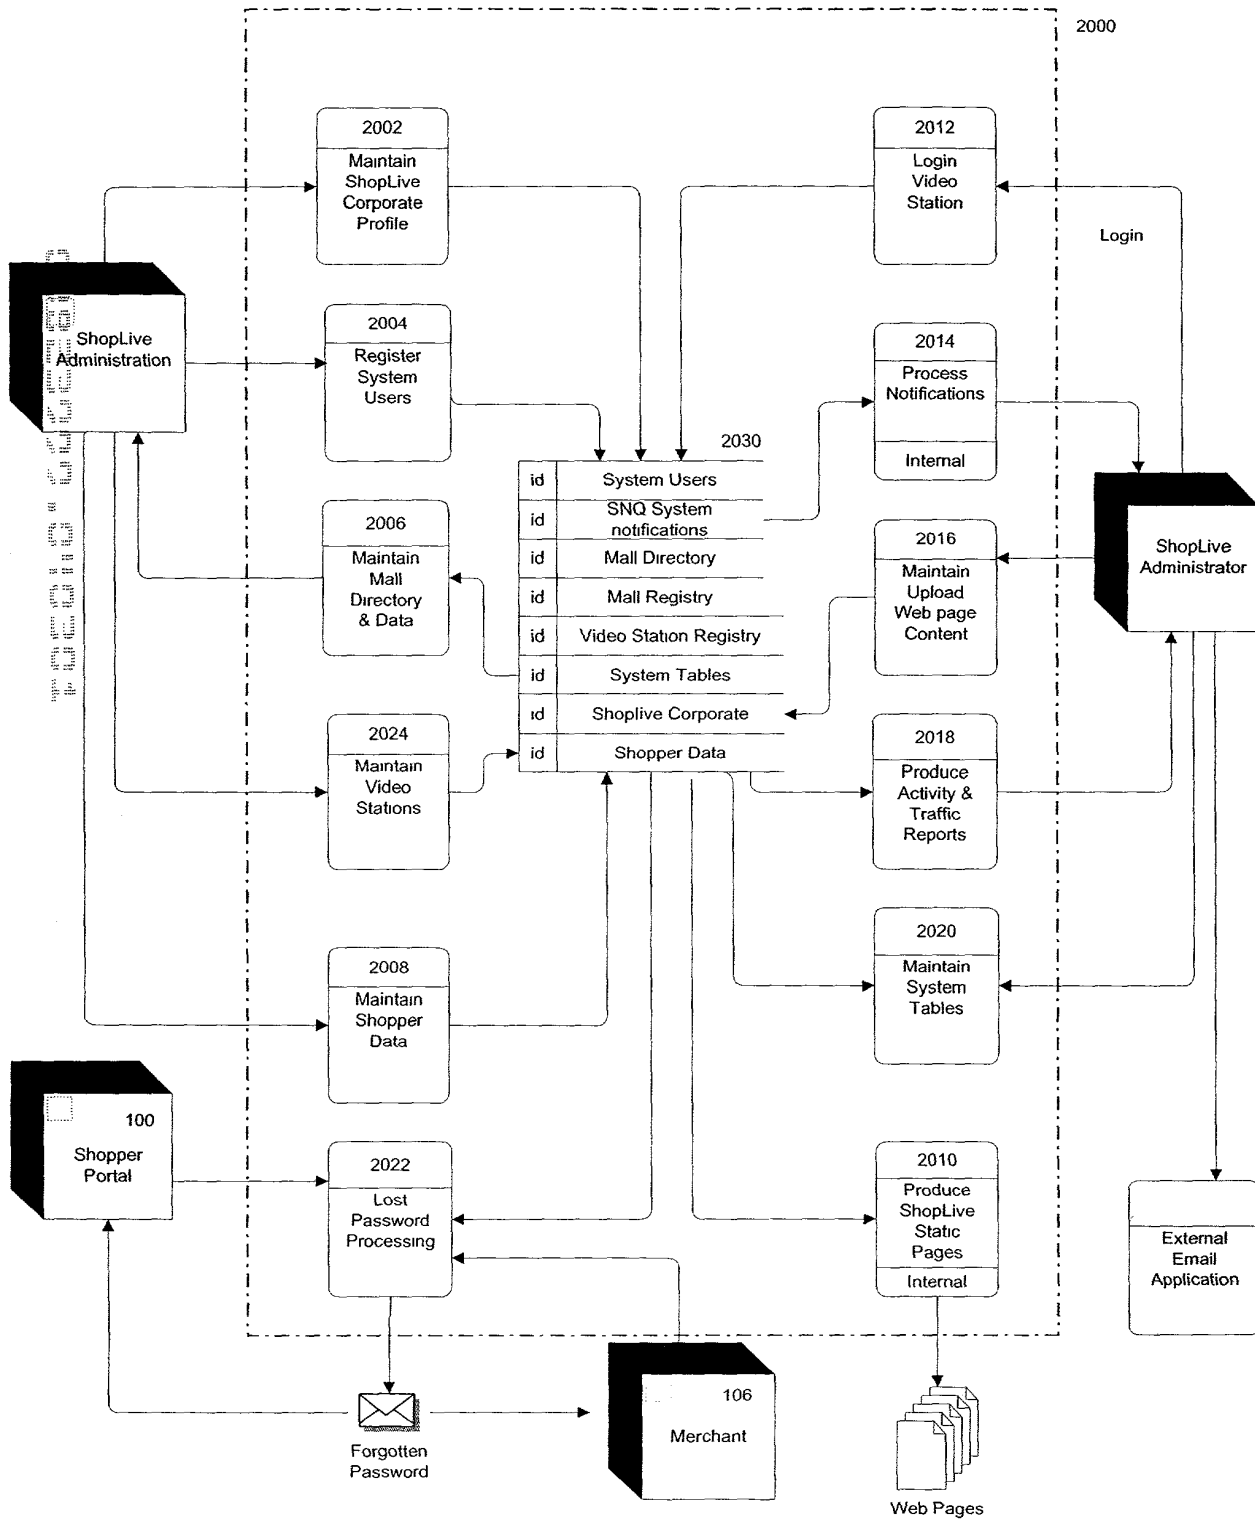 2000
2002
Maintain
ShopLive
Corporate
Profile
2012
Login
Video
Station
Login
ShopLive
Administration
2004
Register
System
Users
2014
Process
Notifications
Internal
2030
id System Users
id SNQ System
notifications
id Mall Directory
id Mall Registry
id Video Station Registry
id System Tables
id Shoplive Corporate
id Shopper Data
2006
Maintain
Mall
Directory
& Data
2016
Maintain
Upload
Web page
Content
ShopLive
Administrator
2024
Maintain
Video
Stations
2018
Produce
Activity &
Traffic
Reports
2008
Maintain
Shopper
Data
2020
Maintain
System
Tables
100
Shopper
Portal
2022
Lost
Password
Processing
2010
Produce
ShopLive
Static
Pages
Internal
External
Email
Application
Forgotten
Password
106
Merchant
Web Pages